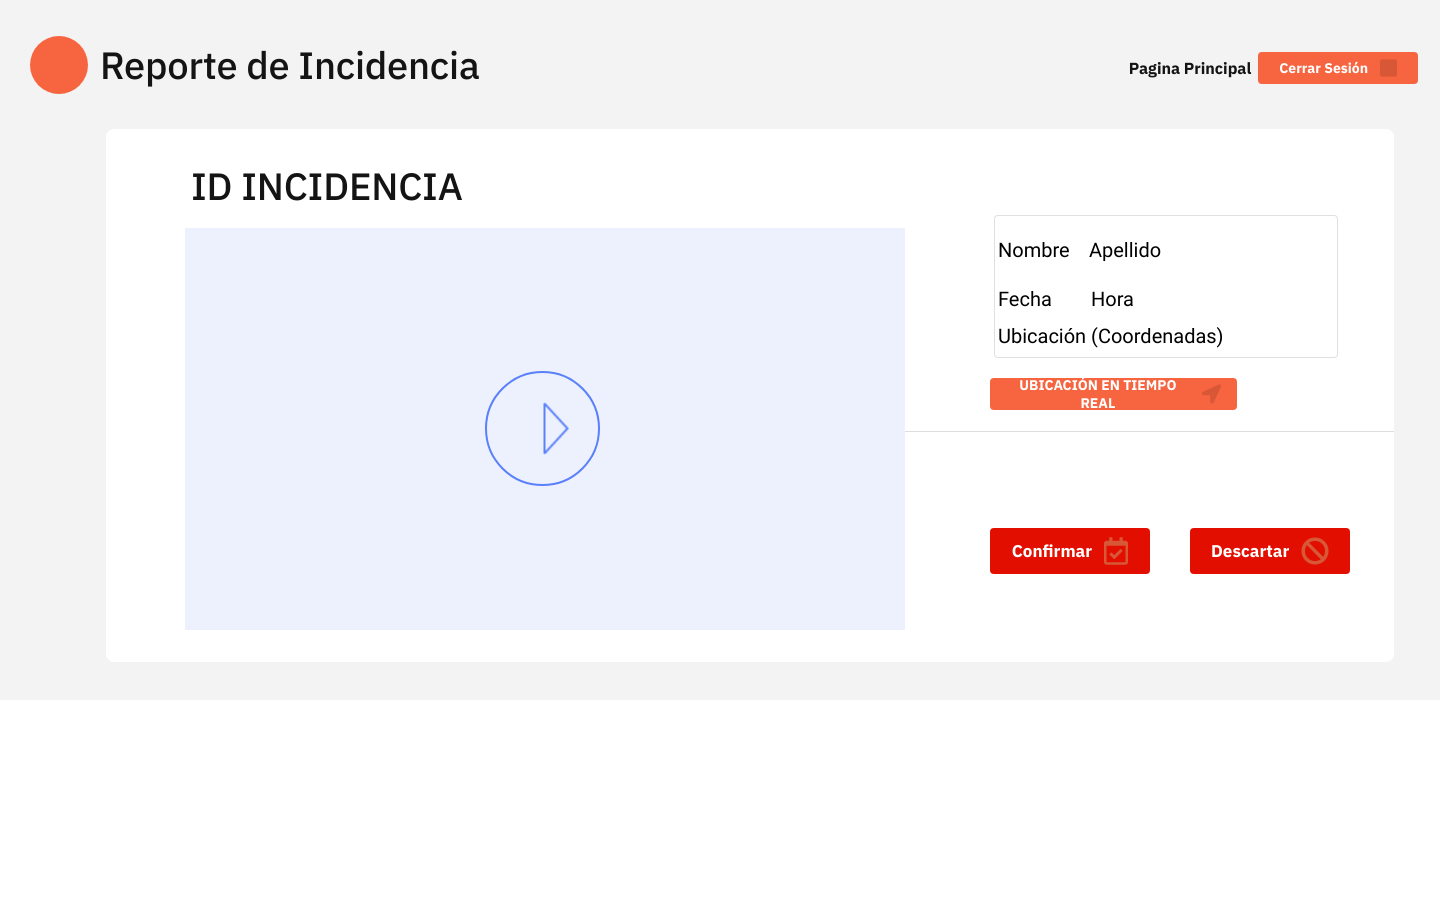 Reporte de Incidencia
Pagina Principal
Cerrar Sesión
ID INCIDENCIA
Nombre Apellido
Fecha Hora
Ubicación (Coordenadas)
UBICACIÓN EN TIEMPO
REAL
Confirmar
Descartar